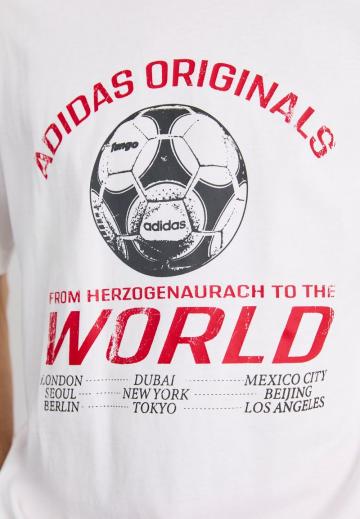 ADIDAS ORIGINALS
adidas
FROM HERZOGENAURACH TO THE
WORLD
LONDON DUBAI MEXICO CITY
SEOUL NEW YORK BEIJING
BERLIN TOKYO LOS ANGELES